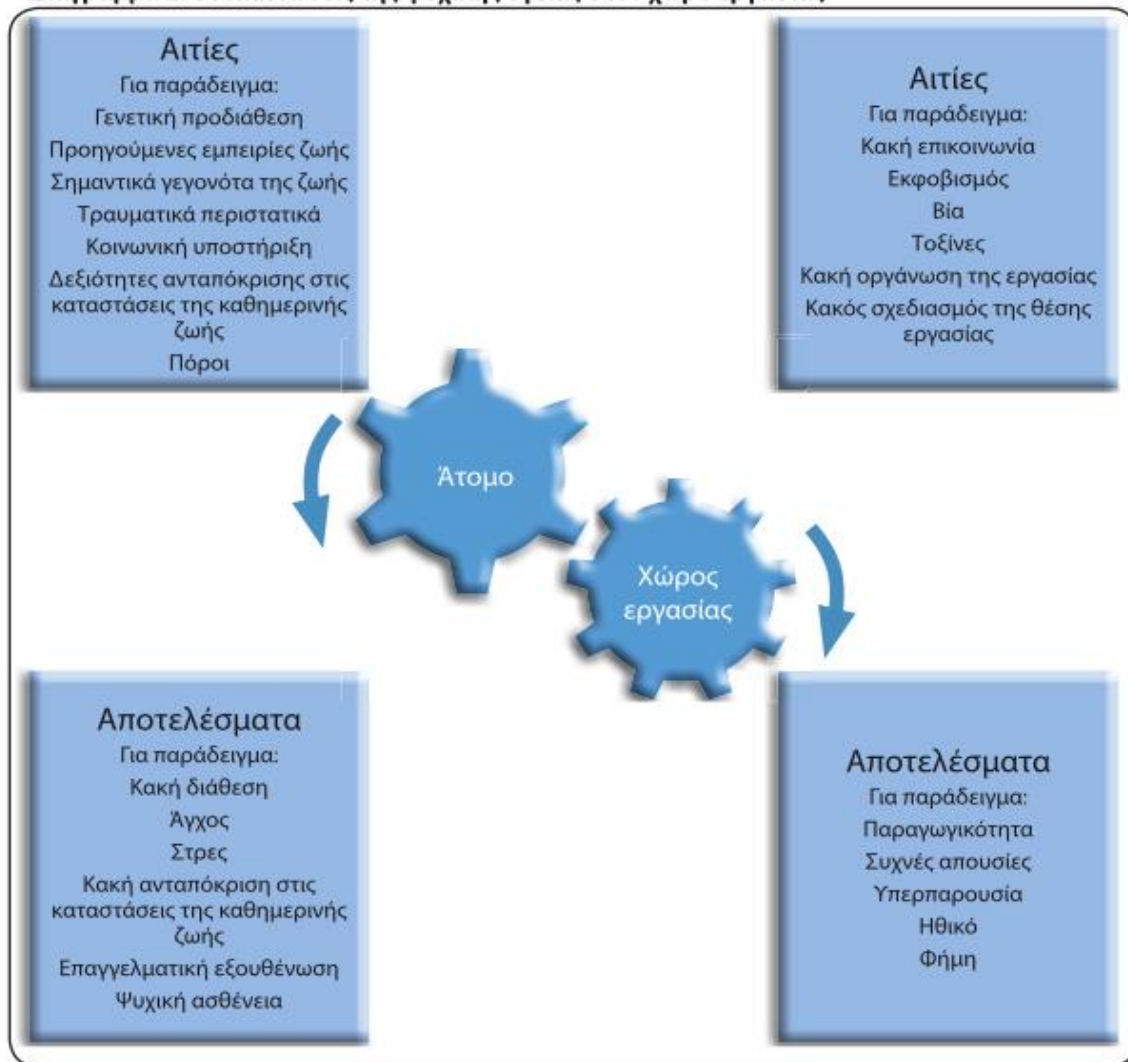 Αιτίες
Για παράδειγμα:
Γενετική προδιάθεση
Προηγούμενες εμπειρίες ζωής
Σημαντικά γεγονότα της ζωής
Τραυματικά περιστατικά
Κοινωνική υποστήριξη
Δεξιότητες ανταπόκρισης στις
καταστάσεις της καθημερινής
ζωής
Πόροι
Αιτίες
Για παράδειγμα:
Κακή επικοινωνία
Εκφοβισμός
Βία
Τοξίνες
Κακή οργάνωση της εργασίας
Κακός σχεδιασμός της θέσης
εργασίας
Άτομο
Χώρος
εργασίας
Αποτελέσματα
Για παράδειγμα:
Κακή διάθεση
Άγχος
Στρες
Κακή ανταπόκριση στις
καταστάσεις της καθημερινής
ζωής
Επαγγελματική εξουθένωση
Ψυχική ασθένεια
Αποτελέσματα
Για παράδειγμα:
Παραγωγικότητα
Συχνές απουσίες
Υπερπαρουσία
Ηθικό
Φήμη